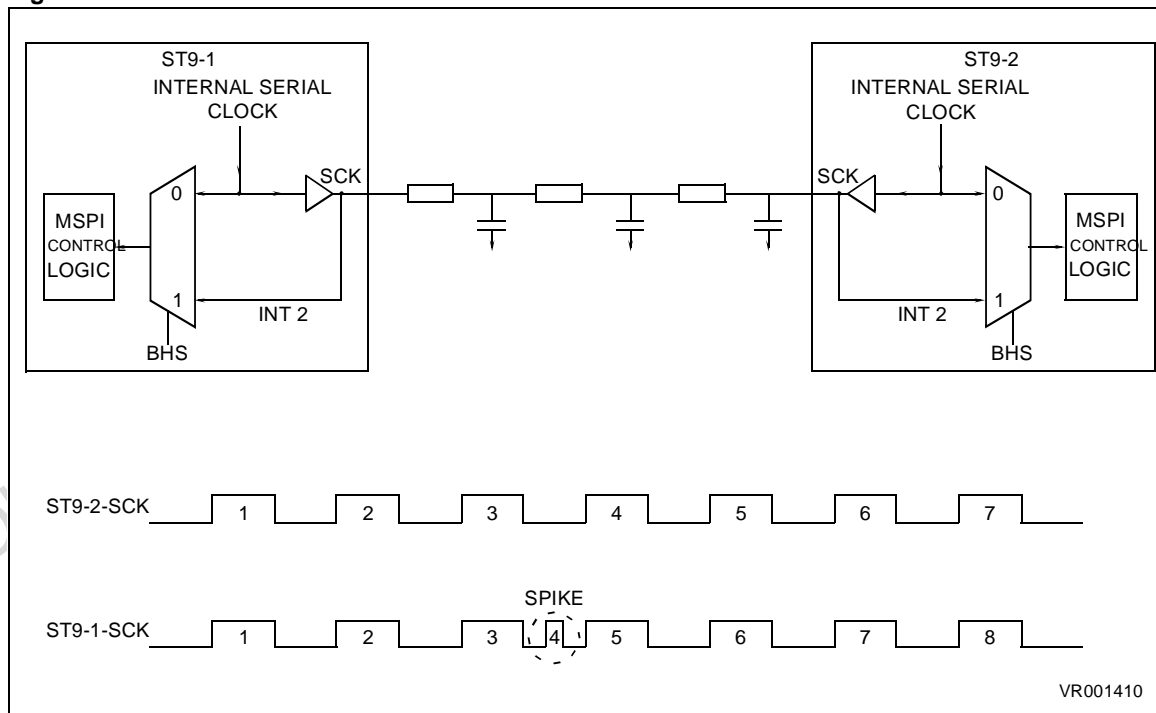 ST9-1
INTERNAL SERIAL
CLOCK
0
SCK
MSPI
CONTROL
LOGIC
1
INT 2
BHS
ST9-2
INTERNAL SERIAL
CLOCK
SCK
0
MSPI
CONTROL
LOGIC
1
INT 2
BHS
ST9-2-SCK 1 2 3 4 5 6 7
SPIKE
ST9-1-SCK 1 2 3 4 5 6 7 8
VR001410